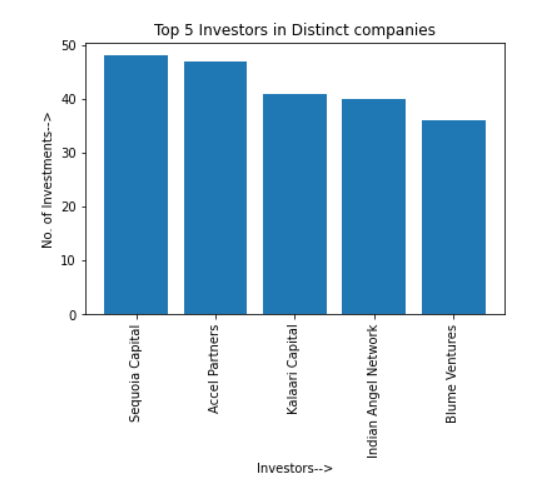 Top 5 Investors in Distinct companies
No. of Investments-->
50
40
30
20
10
0
Sequoia Capital
Accel Partners
Kalaari Capital
Indian Angel Network
Blume Ventures
Investors-->